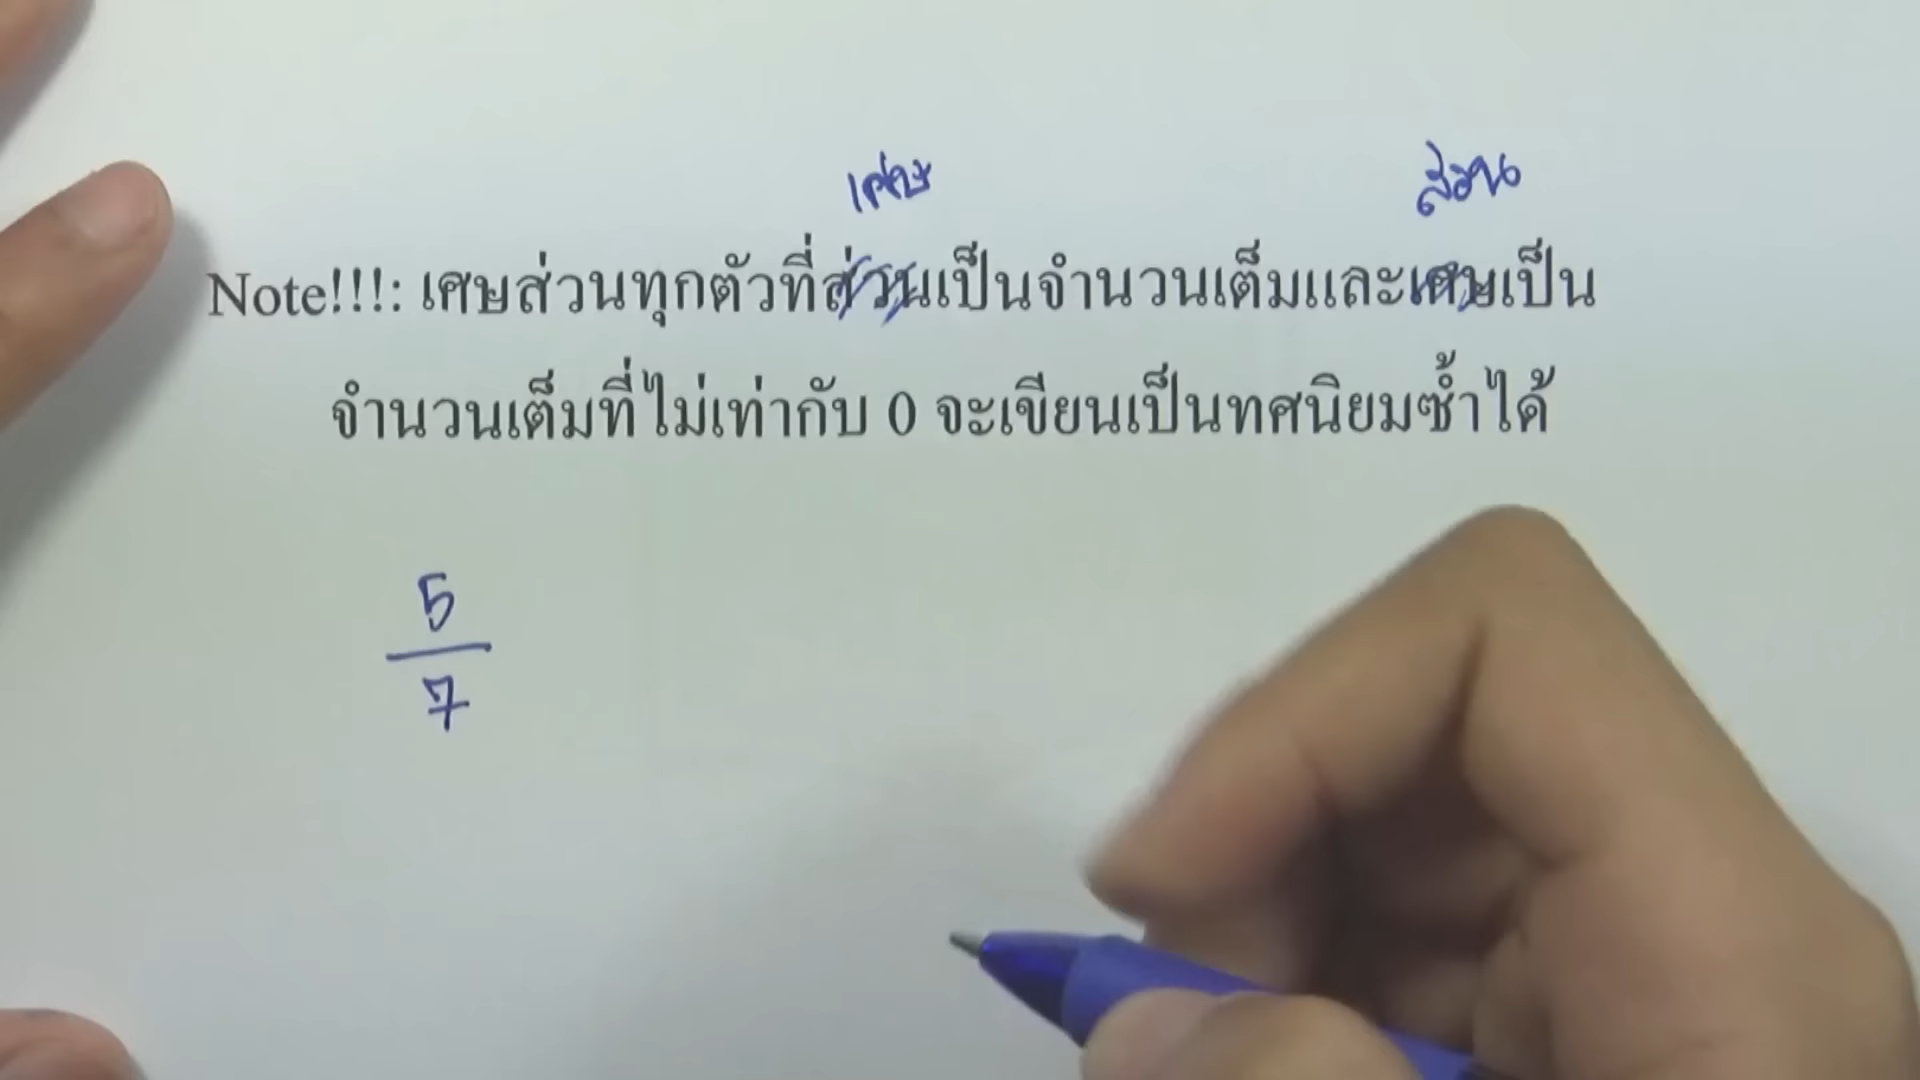 เศษ ส่วน
Note!!!: เศษส่วนทุกตัวที่ส่วนเป็นจำนวนเต็มและเศษเป็น
จำนวนเต็มที่ไม่เท่ากับ 0 จะเขียนเป็นทศนิยมซ้ำได้
5
7